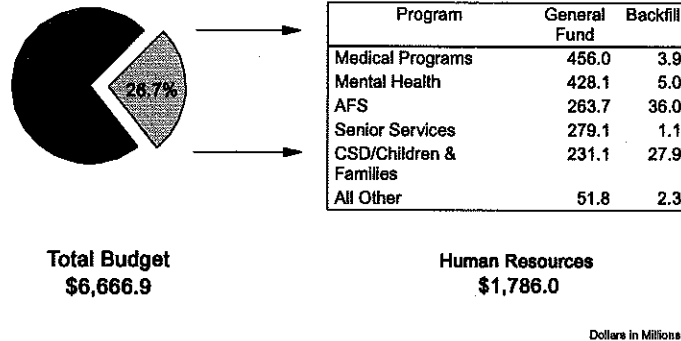 Program General Fund Backfill
26.7%
Medical Programs 456.0 3.9
Mental Health 428.1 5.0
AFS 263.7 36.0
Senior Services 279.1 1.1
CSD/Children & Families 231.1 27.9
All Other 51.8 2.3
Total Budget
$6,666.9
Human Resources
$1,786.0
Dollars in Millions